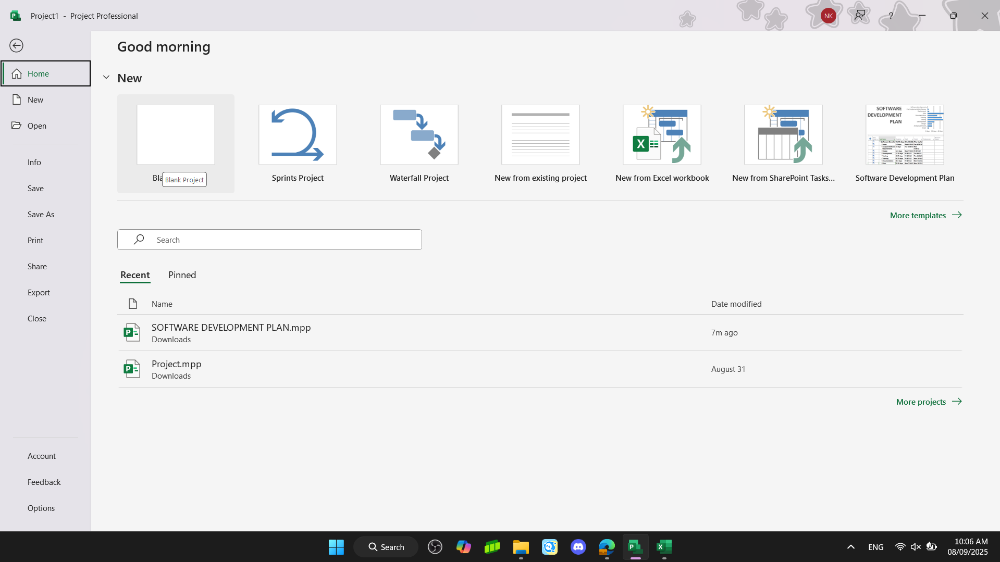 Project1 - Project Professional
NK
?
Good morning
Home
New
Open
Info
Save
Save As
Print
Share
Export
Close
Account
Feedback
Options
New
Blank Project
Sprints Project
Waterfall Project
New from existing project
New from Excel workbook
New from SharePoint Tasks...
SOFTWARE
DEVELOPMENT
PLAN
Software Development Plan
More templates
Search
Recent
Pinned
Name
Date modified
SOFTWARE DEVELOPMENT PLAN.mpp
Downloads
7m ago
Project.mpp
Downloads
August 31
More projects
Search
ENG
10:06 AM
08/09/2025